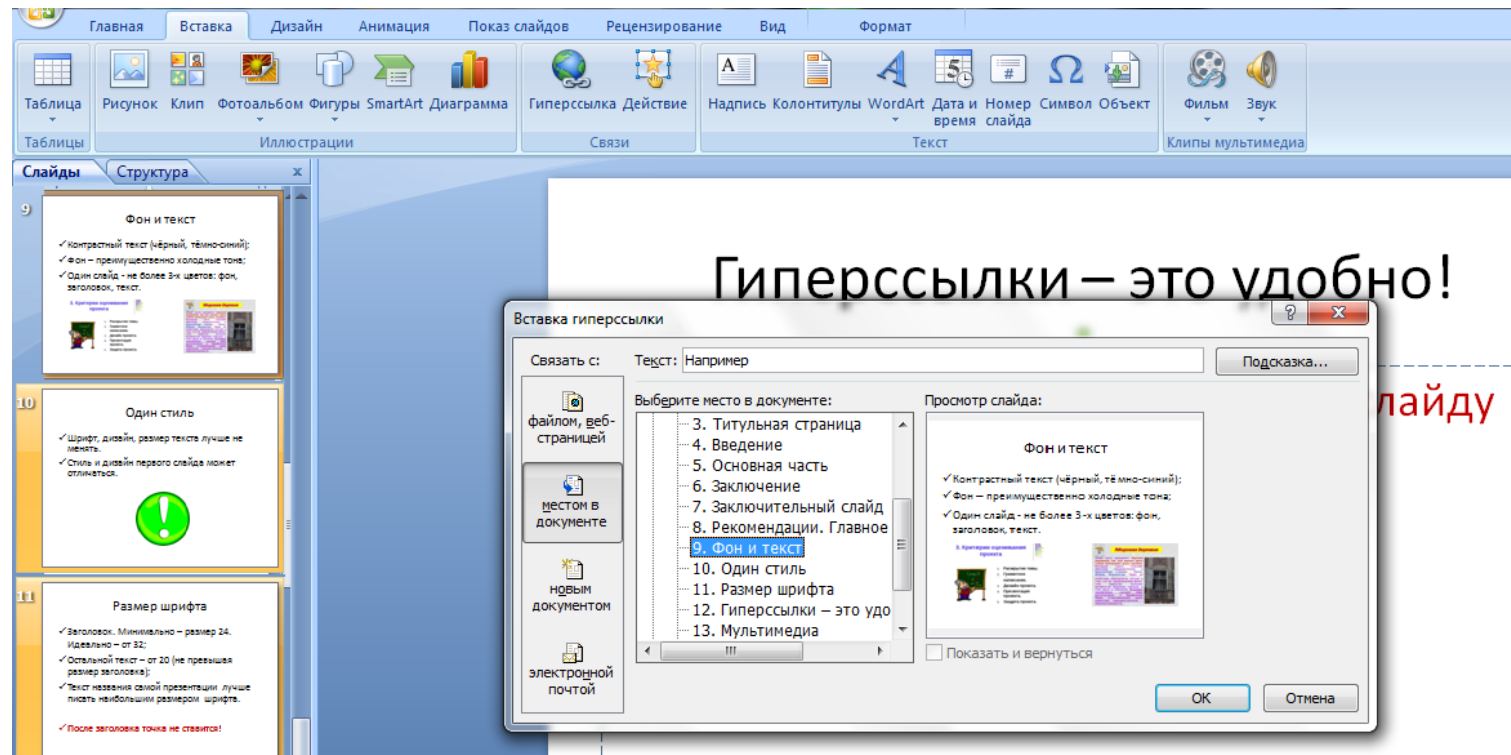 Главная Вставка Дизайн Анимация Показ слайдов Рецензирование Вид Формат
Таблица Рисунок Клип Фотоальбом Фигуры SmartArt Диаграмма Гиперссылка Действие Надпись Колонтитулы WordArt Дата и время Номер слайда Символ Объект Фильм Звук
Таблицы Иллюстрации Связи Текст Клипы мультимедиа
Слайды Структура x
9
Фон и текст
✓Контрастный текст (чёрный, тёмно-синий);
✓Фон – преимущественно холодные тона;
✓Один слайд - не более 3-х цветов: фон,
заголовок, текст.
3. Критерии оценивания
проекта
10
Один стиль
✓Шрифт, дизайн, размер текста лучше не
менять.
✓Стиль и дизайн первого слайда может
отличаться.
11
Размер шрифта
✓Заголовок. Минимально – размер 24.
Идеально – от 32;
✓Остальной текст – от 20 (не превышая
размер заголовка);
✓Текст названия самой презентации лучше
писать наибольшим размером шрифта.
✓После заголовка точка не ставится!
Гиперссылки – это удобно!
лайду
Вставка гиперссылки
Связать с:
Текст: Например
Подсказка...
файлом, веб-
страницей
местом в
документе
новым
документом
электронной
почтой
Выберите место в документе:
3. Титульная страница
4. Введение
5. Основная часть
6. Заключение
7. Заключительный слайд
8. Рекомендации. Главное
9. Фон и текст
10. Один стиль
11. Размер шрифта
12. Гиперссылки – это удо
13. Мультимедиа
Просмотр слайда:
Фон и текст
✓Контрастный текст (чёрный, тёмно-синий);
✓Фон – преимущественно холодные тона;
✓Один слайд - не более 3-х цветов: фон,
заголовок, текст.
3. Критерии оценивания
проекта
Показать и вернуться
ОК Отмена